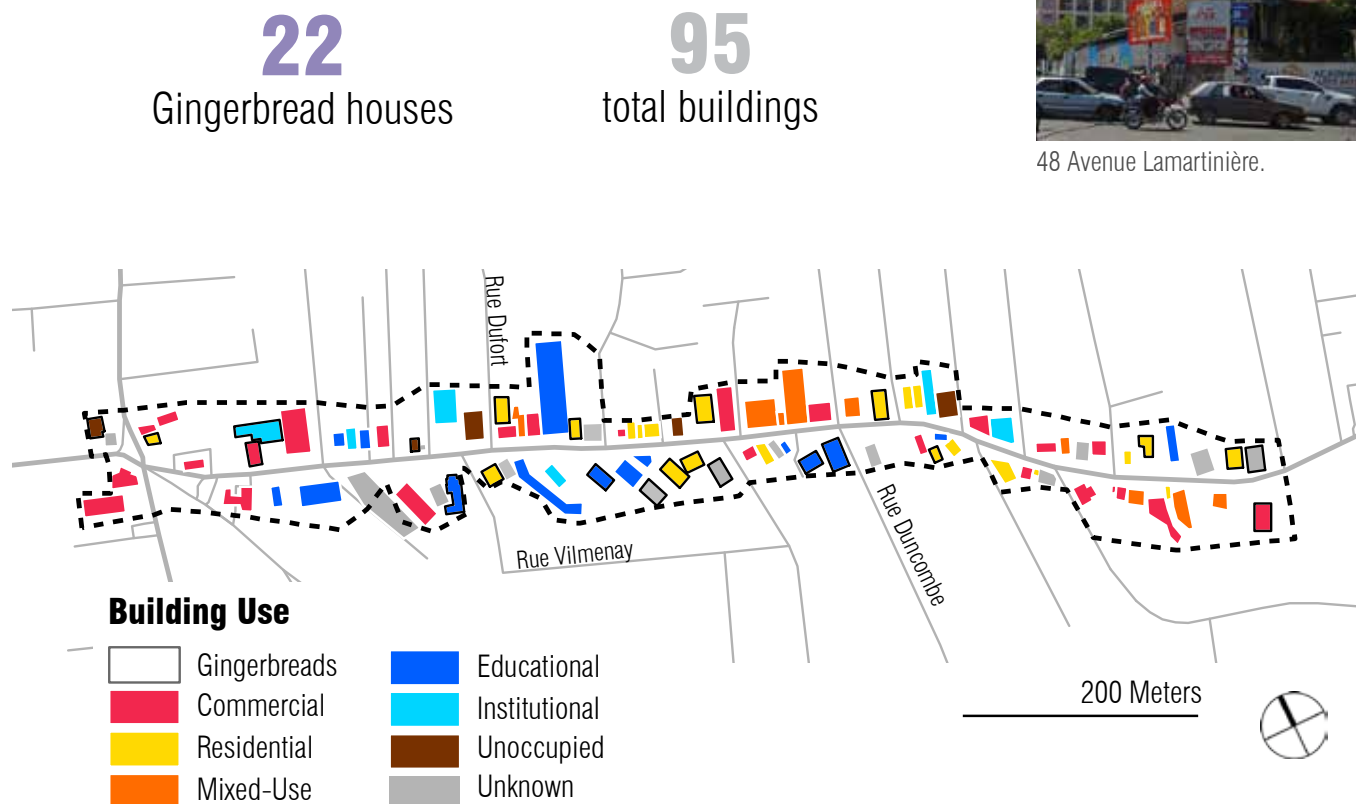 22
Gingerbread houses
95
total buildings
48 Avenue Lamartinière.
Rue Dufort
Rue Vilmenay
Rue Duncombe
Building Use
Gingerbreads
Commercial
Residential
Mixed-Use
Educational
Institutional
Unoccupied
Unknown
200 Meters